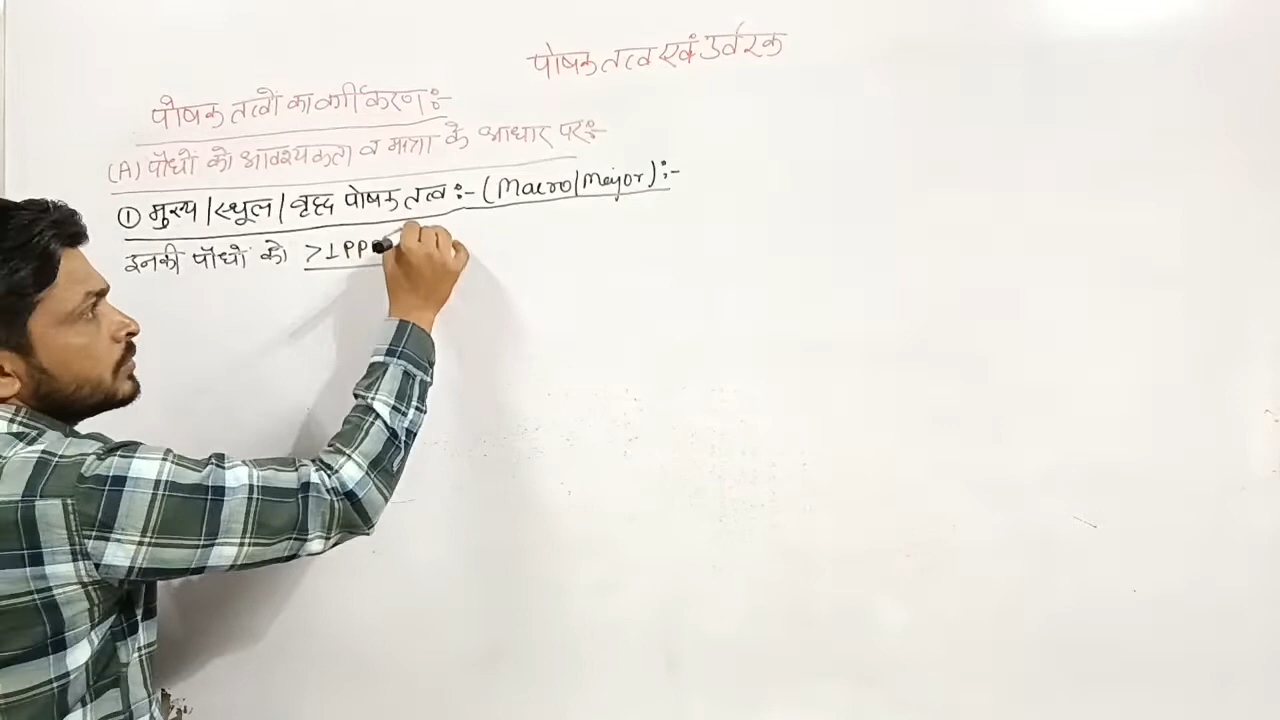 पोषक तत्व एवं उर्वरक
पोषक तत्वों का वर्गीकरण:-
(A) पौधों को आवश्यकता व मात्रा के आधार पर:-
① मुख्य/स्थूल/वृहद पोषक तत्व:- (Macro/Meijor):-
इनकी पौधों को >1PP